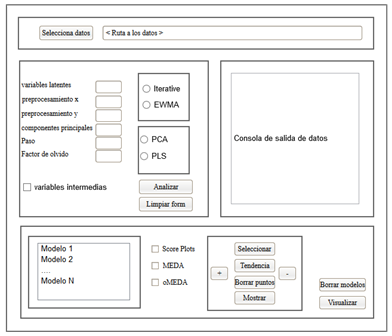 Selecciona datos
< Ruta a los datos >
variables latentes
preprocesamiento x
preprocesamiento y
componentes principales
Paso
Factor de olvido
Iterative
EWMA
PCA
PLS
variables intermedias
Analizar
Limpiar form
Consola de salida de datos
Modelo 1
Modelo 2
....
Modelo N
Score Plots
MEDA
oMEDA
Seleccionar
+
Tendencia
-
Borrar puntos
Mostrar
Borrar modelos
Visualizar